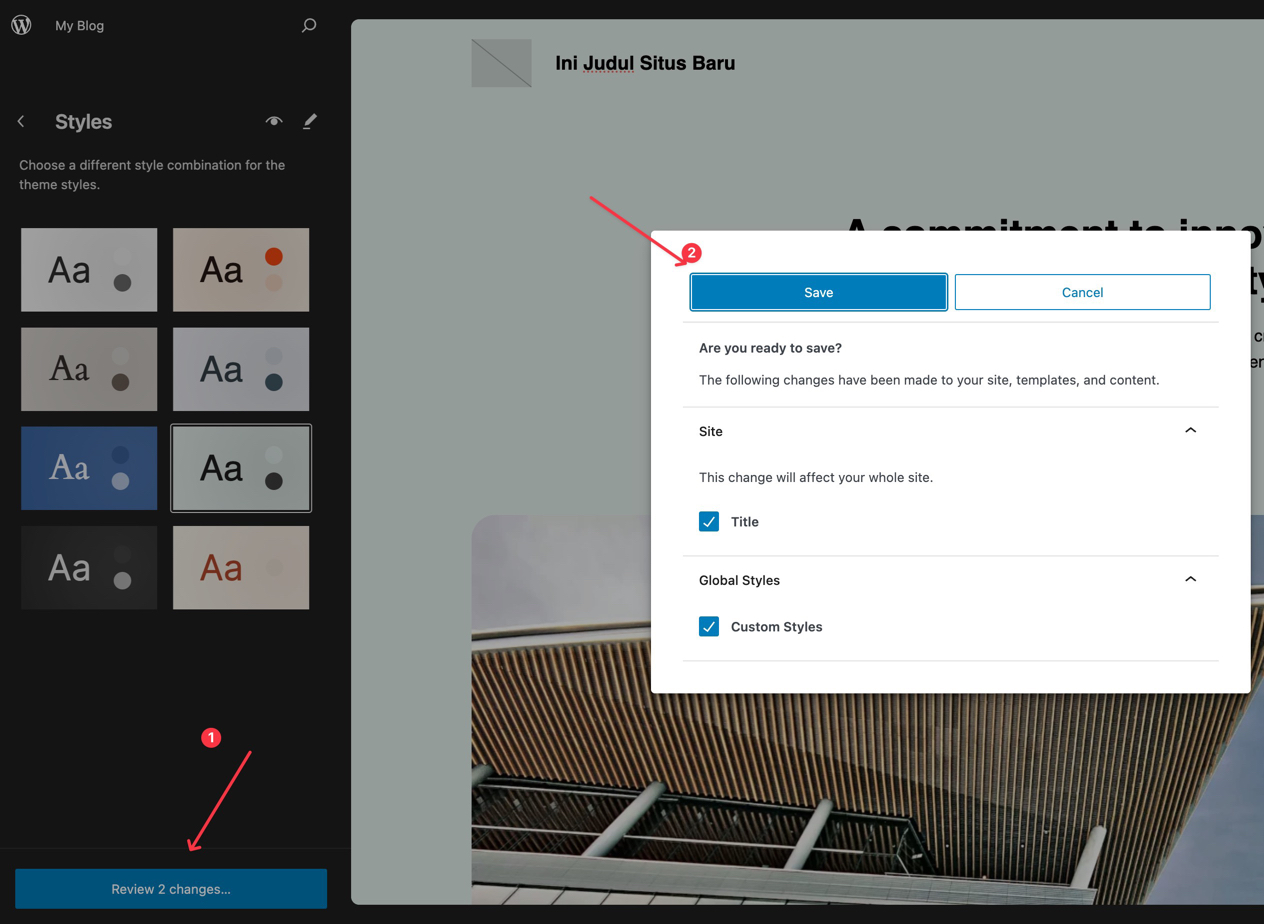 My Blog
Styles
Choose a different style combination for the
theme styles.
Aa
Aa
Aa
Aa
Aa
Aa
Aa
Aa
1
Review 2 changes...
Ini Judul Situs Baru
A commitment to
2
Save
Cancel
Are you ready to save?
The following changes have been made to your site, templates, and content.
Site
This change will affect your whole site.
Title
Global Styles
Custom Styles